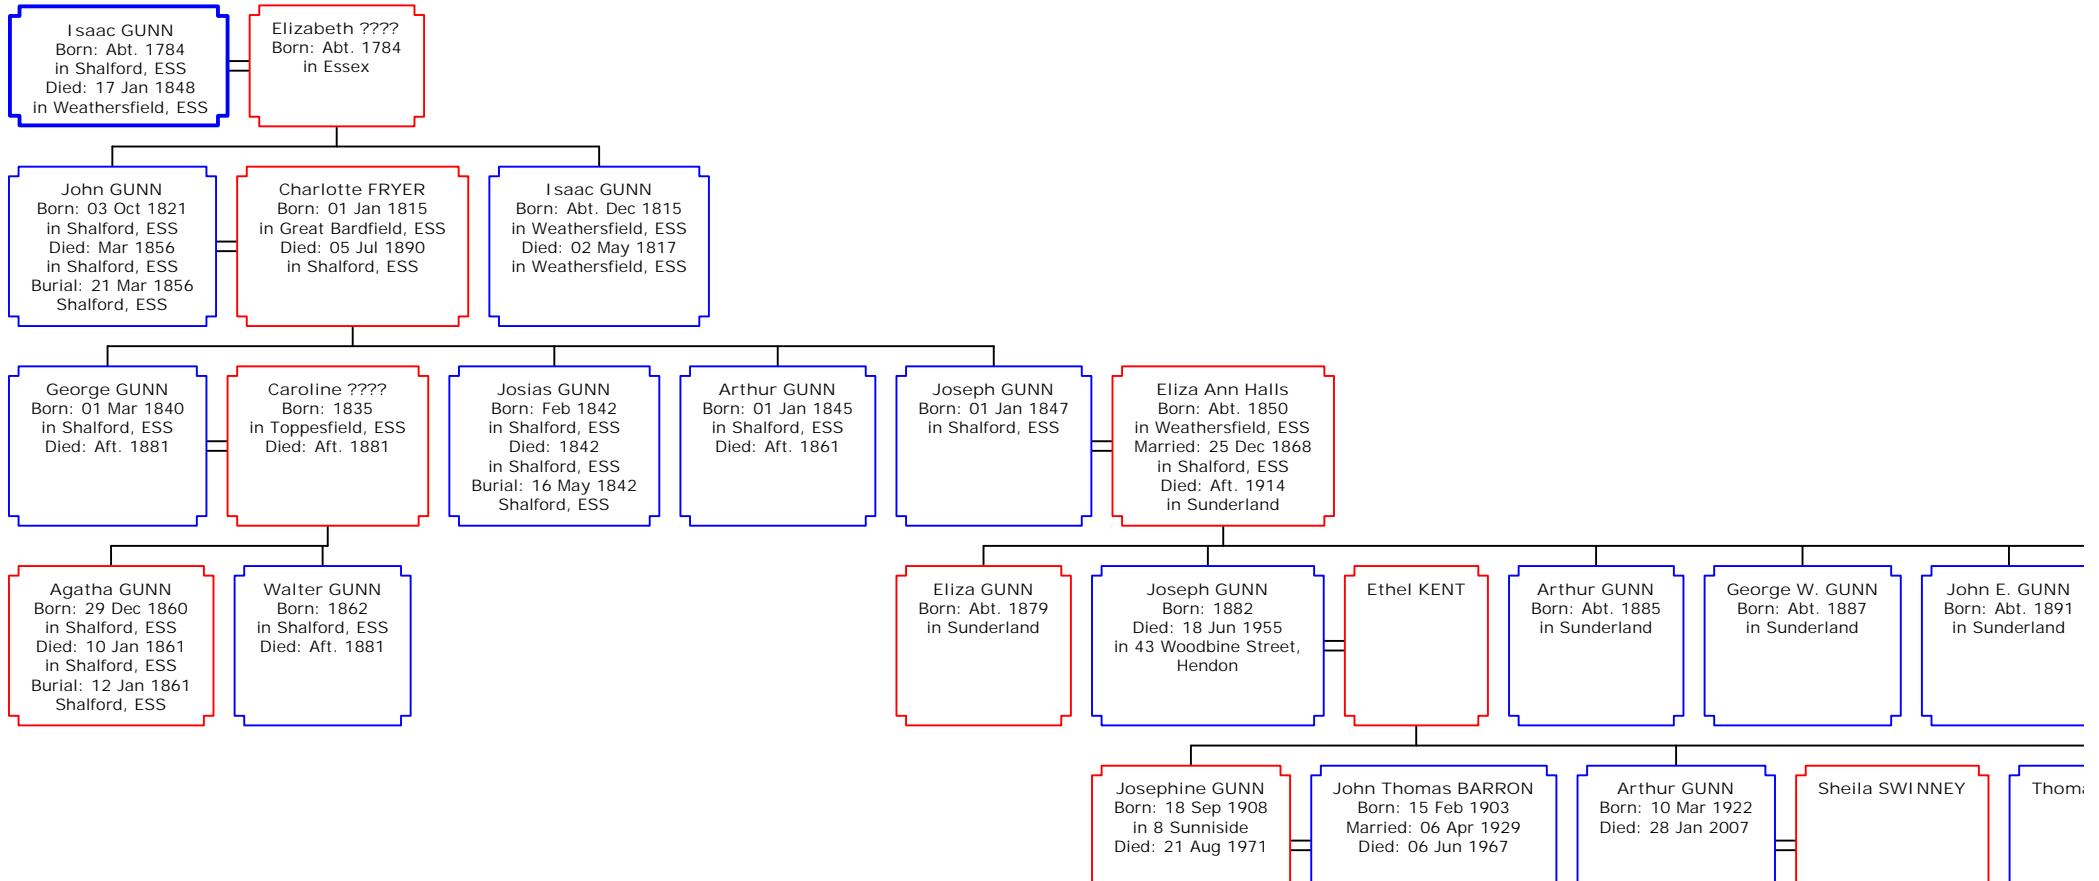 Isaac GUNN
Born: Abt. 1784
in Shalford, ESS
Died: 17 Jan 1848
in Weathersfield, ESS
Elizabeth ????
Born: Abt. 1784
in Essex
John GUNN
Born: 03 Oct 1821
in Shalford, ESS
Died: Mar 1856
in Shalford, ESS
Burial: 21 Mar 1856
Shalford, ESS
Charlotte FRYER
Born: 01 Jan 1815
in Great Bardfield, ESS
Died: 05 Jul 1890
in Shalford, ESS
Isaac GUNN
Born: Abt. Dec 1815
in Weathersfield, ESS
Died: 02 May 1817
in Weathersfield, ESS
George GUNN
Born: 01 Mar 1840
in Shalford, ESS
Died: Aft. 1881
Caroline ????
Born: 1835
in Toppesfield, ESS
Died: Aft. 1881
Josias GUNN
Born: Feb 1842
in Shalford, ESS
Died: 1842
in Shalford, ESS
Burial: 16 May 1842
Shalford, ESS
Arthur GUNN
Born: 01 Jan 1845
in Shalford, ESS
Died: Aft. 1861
Joseph GUNN
Born: 01 Jan 1847
in Shalford, ESS
Eliza Ann Halls
Born: Abt. 1850
in Weathersfield, ESS
Married: 25 Dec 1868
in Shalford, ESS
Died: Aft. 1914
in Sunderland
Agatha GUNN
Born: 29 Dec 1860
in Shalford, ESS
Died: 10 Jan 1861
in Shalford, ESS
Burial: 12 Jan 1861
Shalford, ESS
Walter GUNN
Born: 1862
in Shalford, ESS
Died: Aft. 1881
Eliza GUNN
Born: Abt. 1879
in Sunderland
Joseph GUNN
Born: 1882
Died: 18 Jun 1955
in 43 Woodbine Street,
Hendon
Ethel KENT
Arthur GUNN
Born: Abt. 1885
in Sunderland
George W. GUNN
Born: Abt. 1887
in Sunderland
John E. GUNN
Born: Abt. 1891
in Sunderland
Josephine GUNN
Born: 18 Sep 1908
in 8 Sunniside
Died: 21 Aug 1971
John Thomas BARRON
Born: 15 Feb 1903
Married: 06 Apr 1929
Died: 06 Jun 1967
Arthur GUNN
Born: 10 Mar 1922
Died: 28 Jan 2007
Sheila SWINNEY